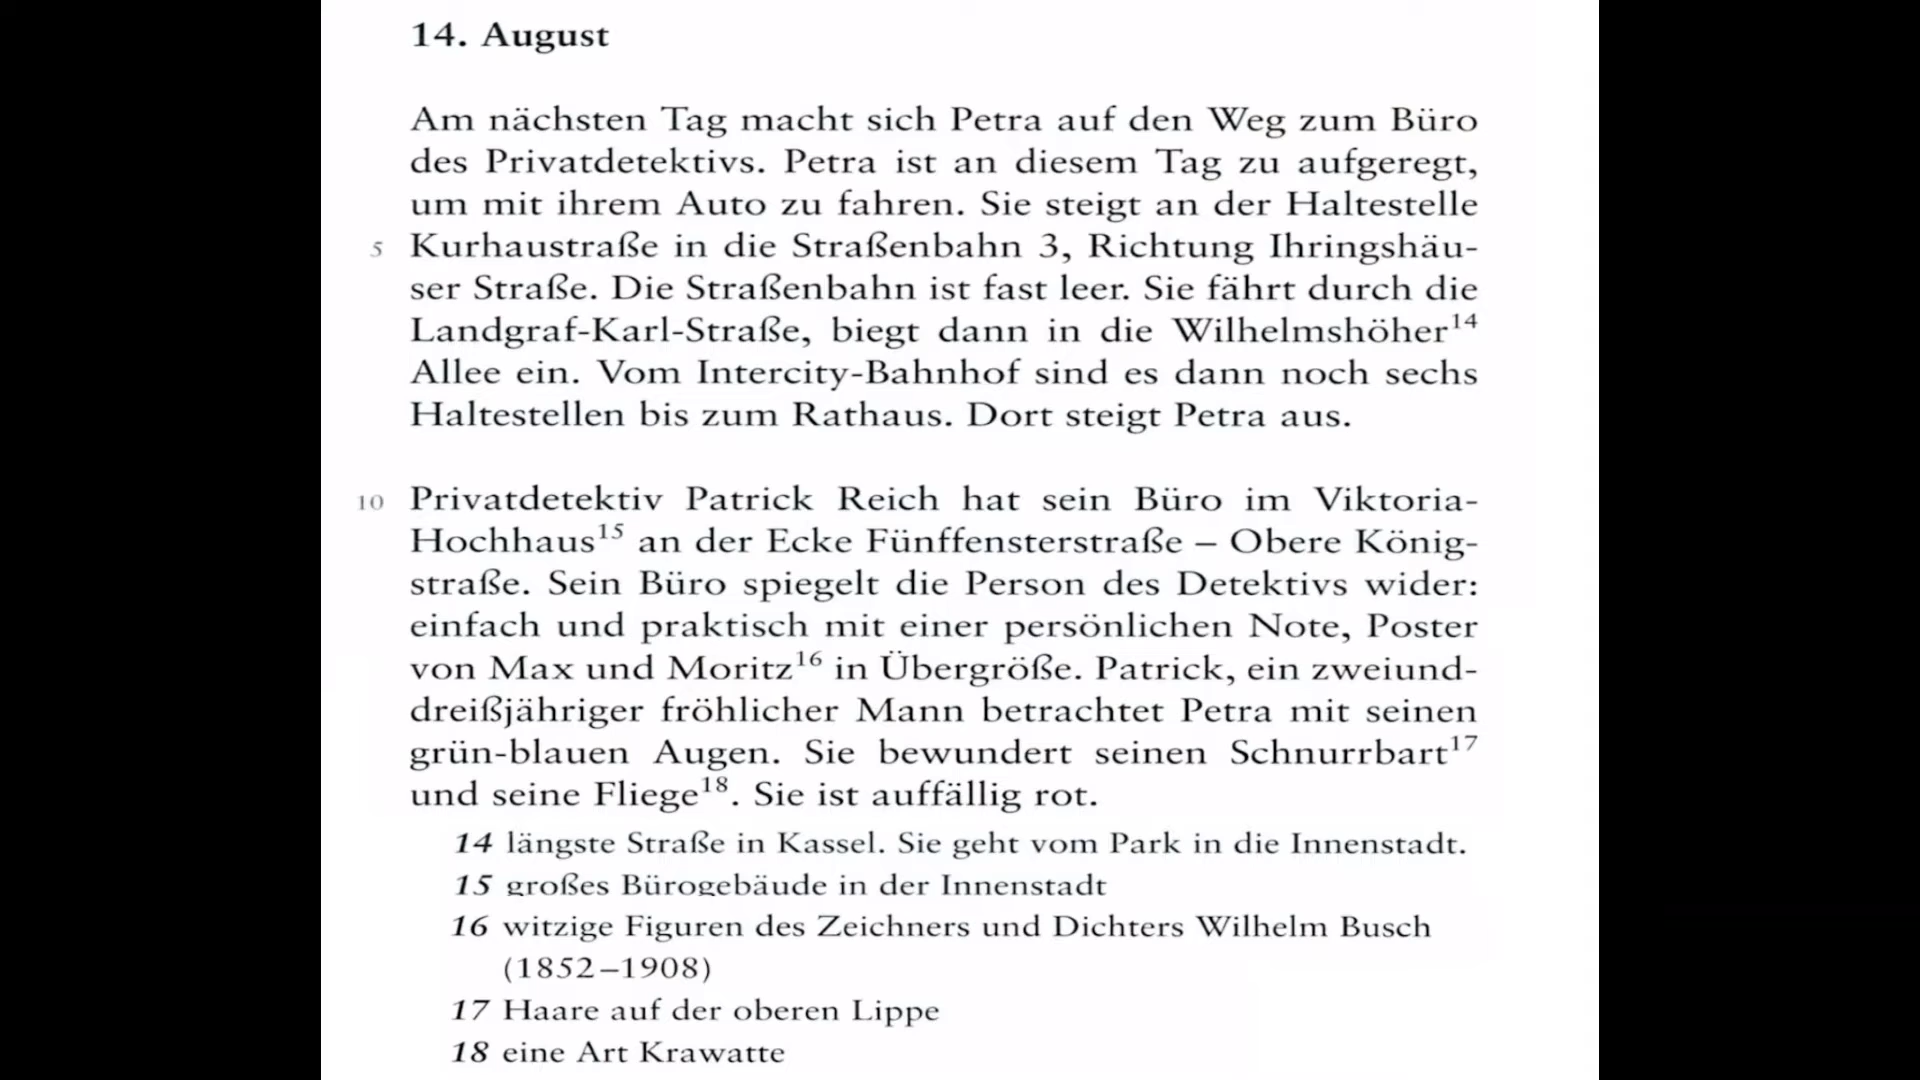 14. August
Am nächsten Tag macht sich Petra auf den Weg zum Büro
des Privatdetektivs. Petra ist an diesem Tag zu aufgeregt,
um mit ihrem Auto zu fahren. Sie steigt an der Haltestelle
5 Kurhaustraße in die Straßenbahn 3, Richtung Ihringshäu-
ser Straße. Die Straßenbahn ist fast leer. Sie fährt durch die
Landgraf-Karl-Straße, biegt dann in die Wilhelmshöher14
Allee ein. Vom Intercity-Bahnhof sind es dann noch sechs
Haltestellen bis zum Rathaus. Dort steigt Petra aus.
10 Privatdetektiv Patrick Reich hat sein Büro im Viktoria-
Hochhaus15 an der Ecke Fünffensterstraße – Obere König-
straße. Sein Büro spiegelt die Person des Detektivs wider:
einfach und praktisch mit einer persönlichen Note, Poster
von Max und Moritz16 in Übergröße. Patrick, ein zweiund-
dreißjähriger fröhlicher Mann betrachtet Petra mit seinen
grün-blauen Augen. Sie bewundert seinen Schnurrbart17
und seine Fliege18. Sie ist auffällig rot.
14 längste Straße in Kassel. Sie geht vom Park in die Innenstadt.
15 großes Bürogebäude in der Innenstadt
16 witzige Figuren des Zeichners und Dichters Wilhelm Busch
(1852–1908)
17 Haare auf der oberen Lippe
18 eine Art Krawatte